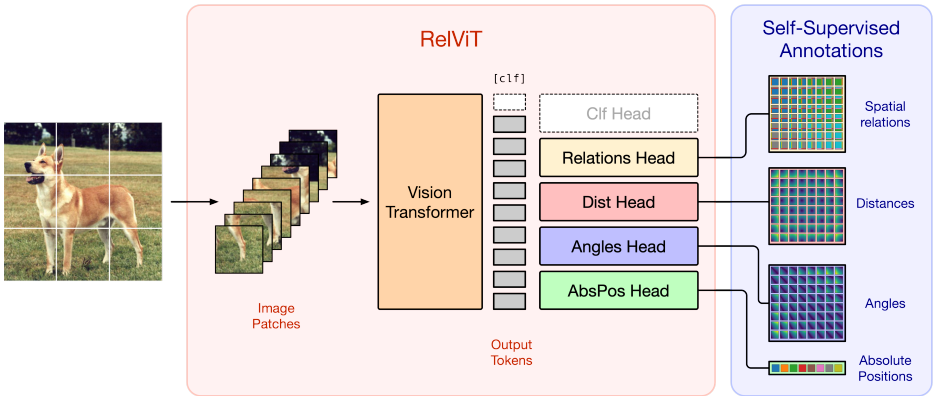 RelViT
Self-Supervised
Annotations
[clf]
Clf Head
Relations Head
Dist Head
Angles Head
AbsPos Head
Vision
Transformer
Image
Patches
Output
Tokens
Spatial
relations
Distances
Angles
Absolute
Positions